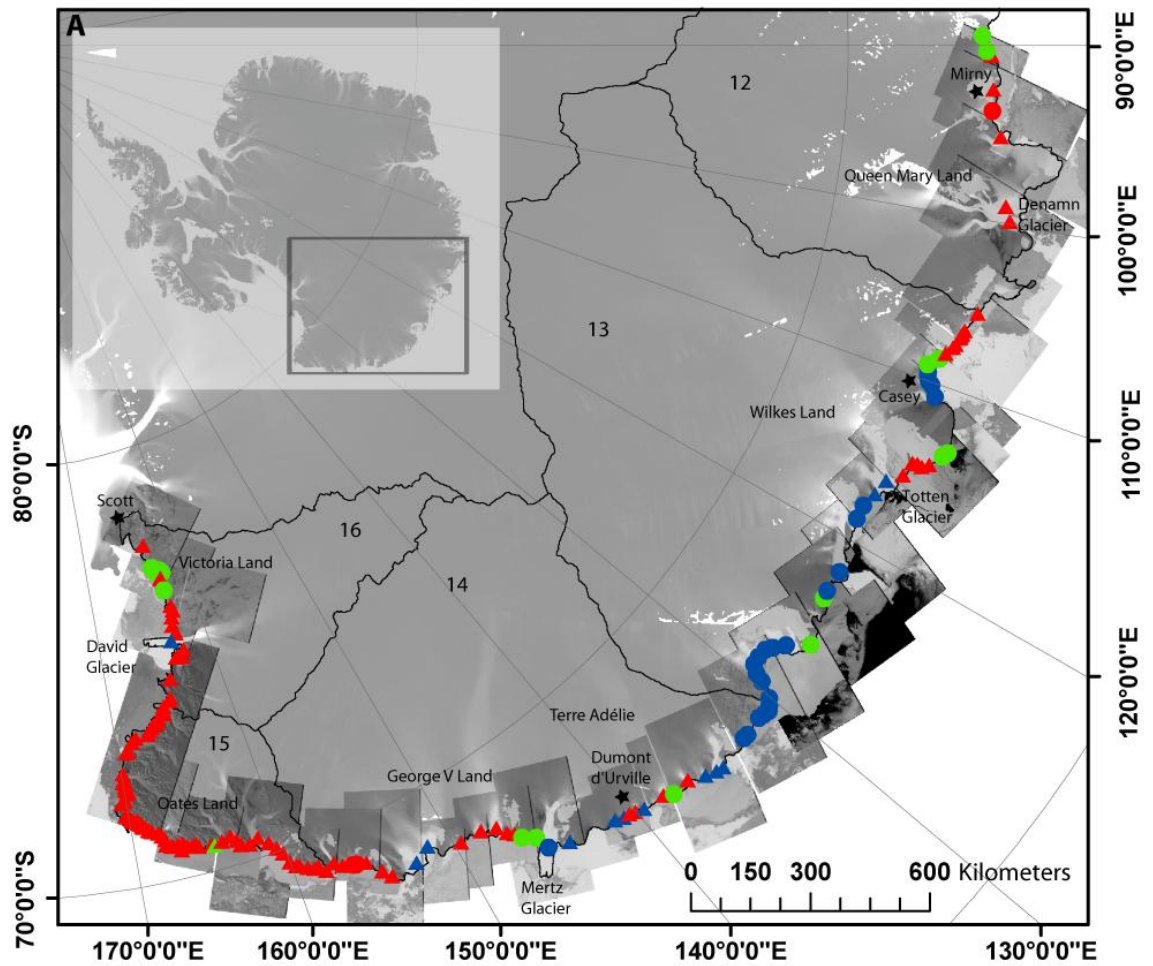 A
12
Mirny
90°0'0"E
Queen Mary Land
Denamn
Glacier
100°0'0"E
13
Casey
Wilkes Land
110°0'0"E
80°0'0"S
Scott
Totten
Glacier
16
Victoria Land
14
David
Glacier
120°0'0"E
Terre Adélie
15
Dumont
d'Urville
George V Land
Oates Land
0 150 300 600 Kilometers
Mertz
Glacier
70°0'0"S
170°0'0"E 160°0'0"E 150°0'0"E 140°0'0"E 130°0'0"E